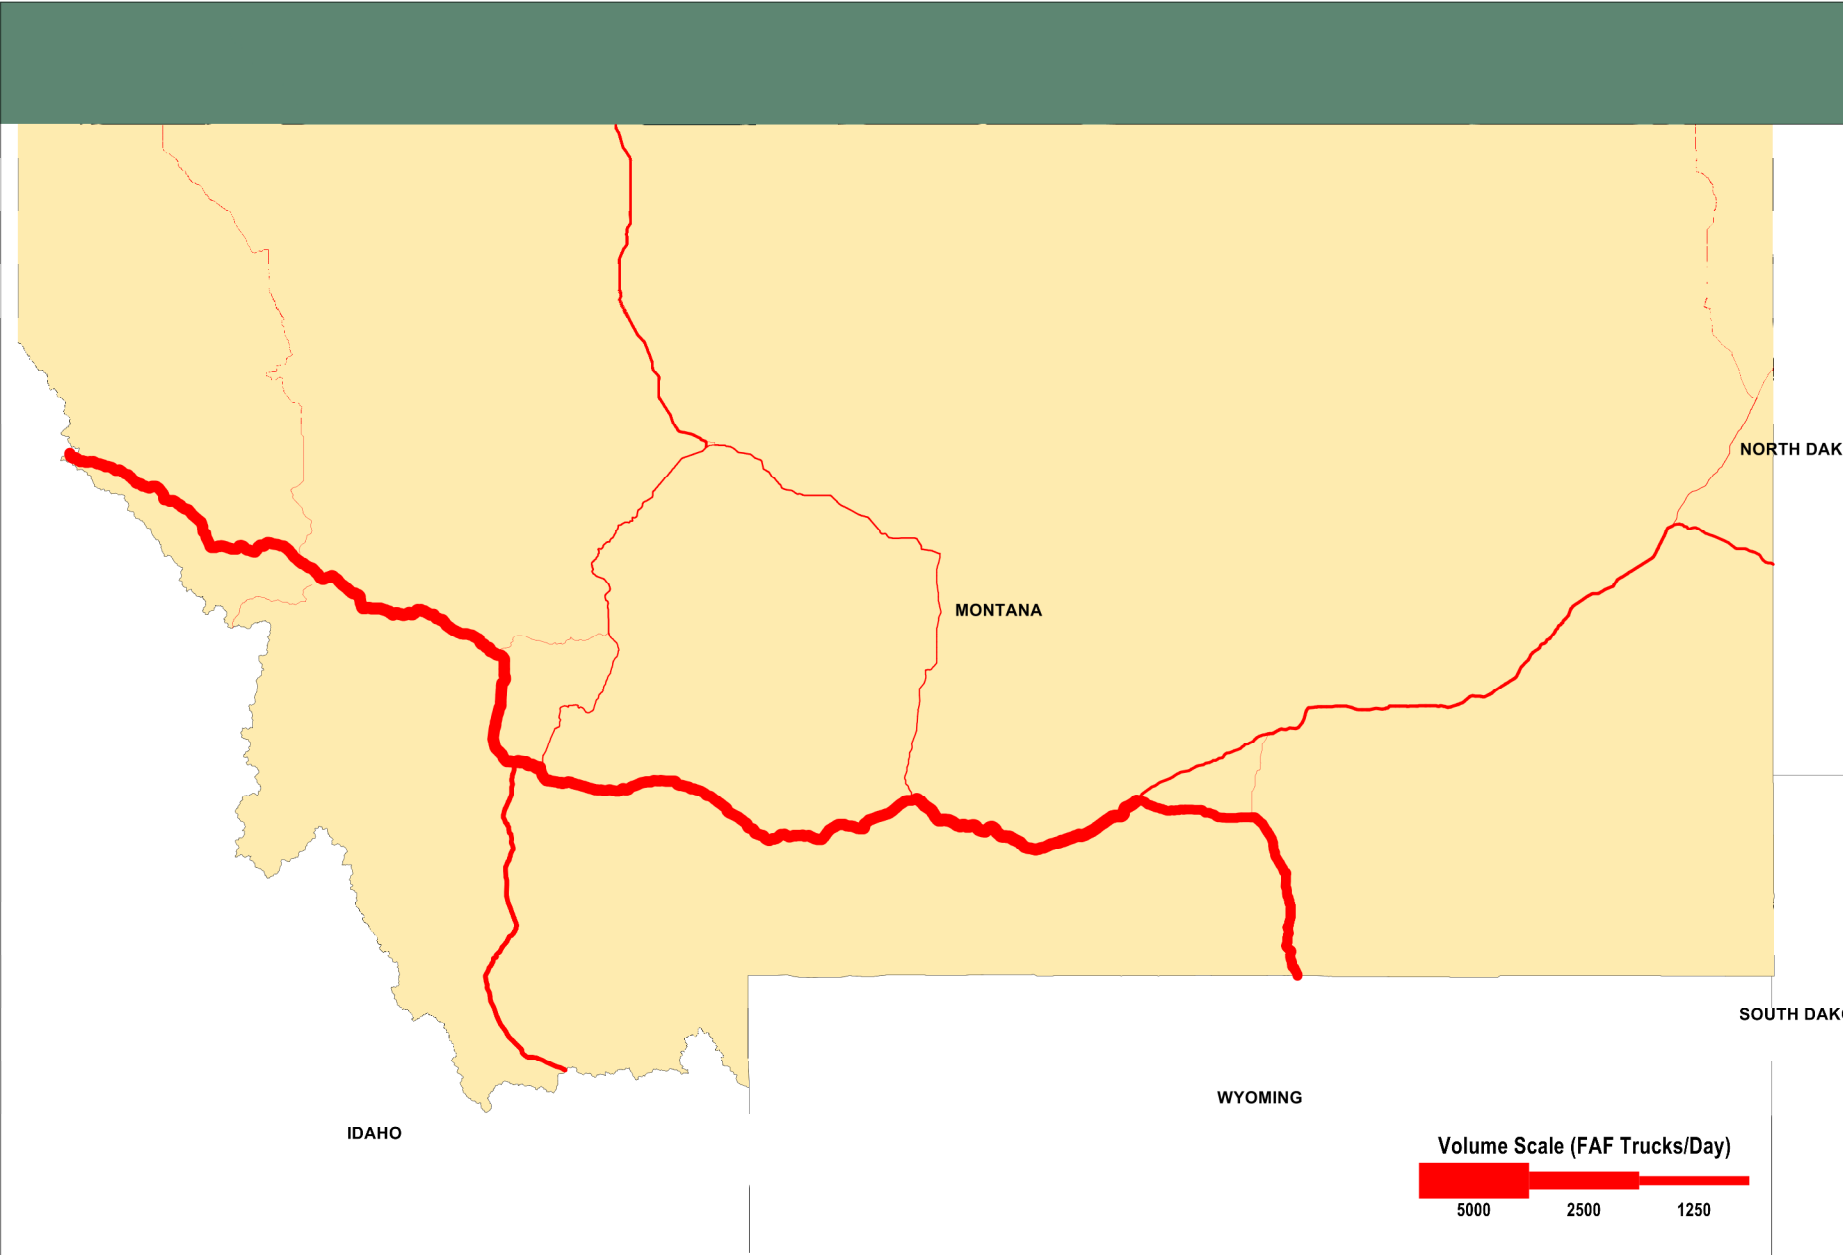 NORTH DAK
MONTANA
SOUTH DAK
WYOMING
IDAHO
Volume Scale (FAF Trucks/Day)
5000 2500 1250